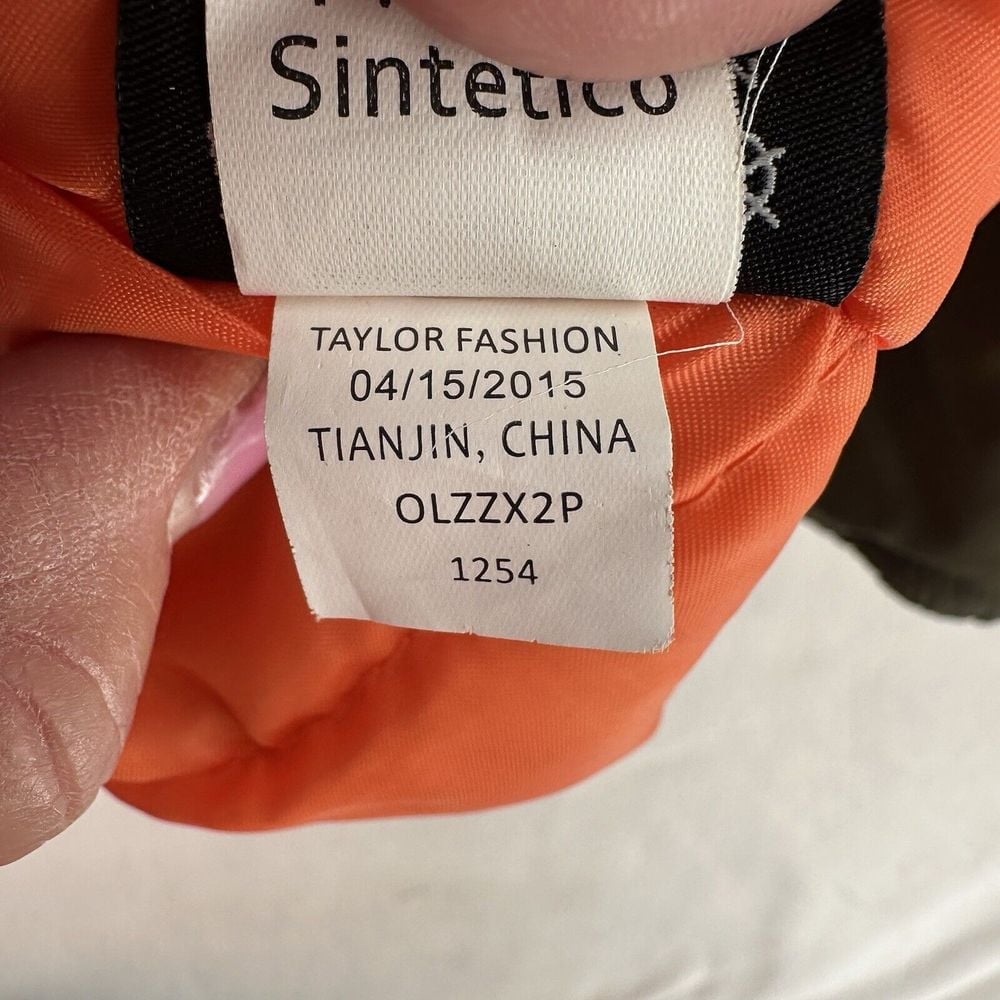 Sintetico
TAYLOR FASHION
04/15/2015
TIANJIN, CHINA
OLZZX2P
1254